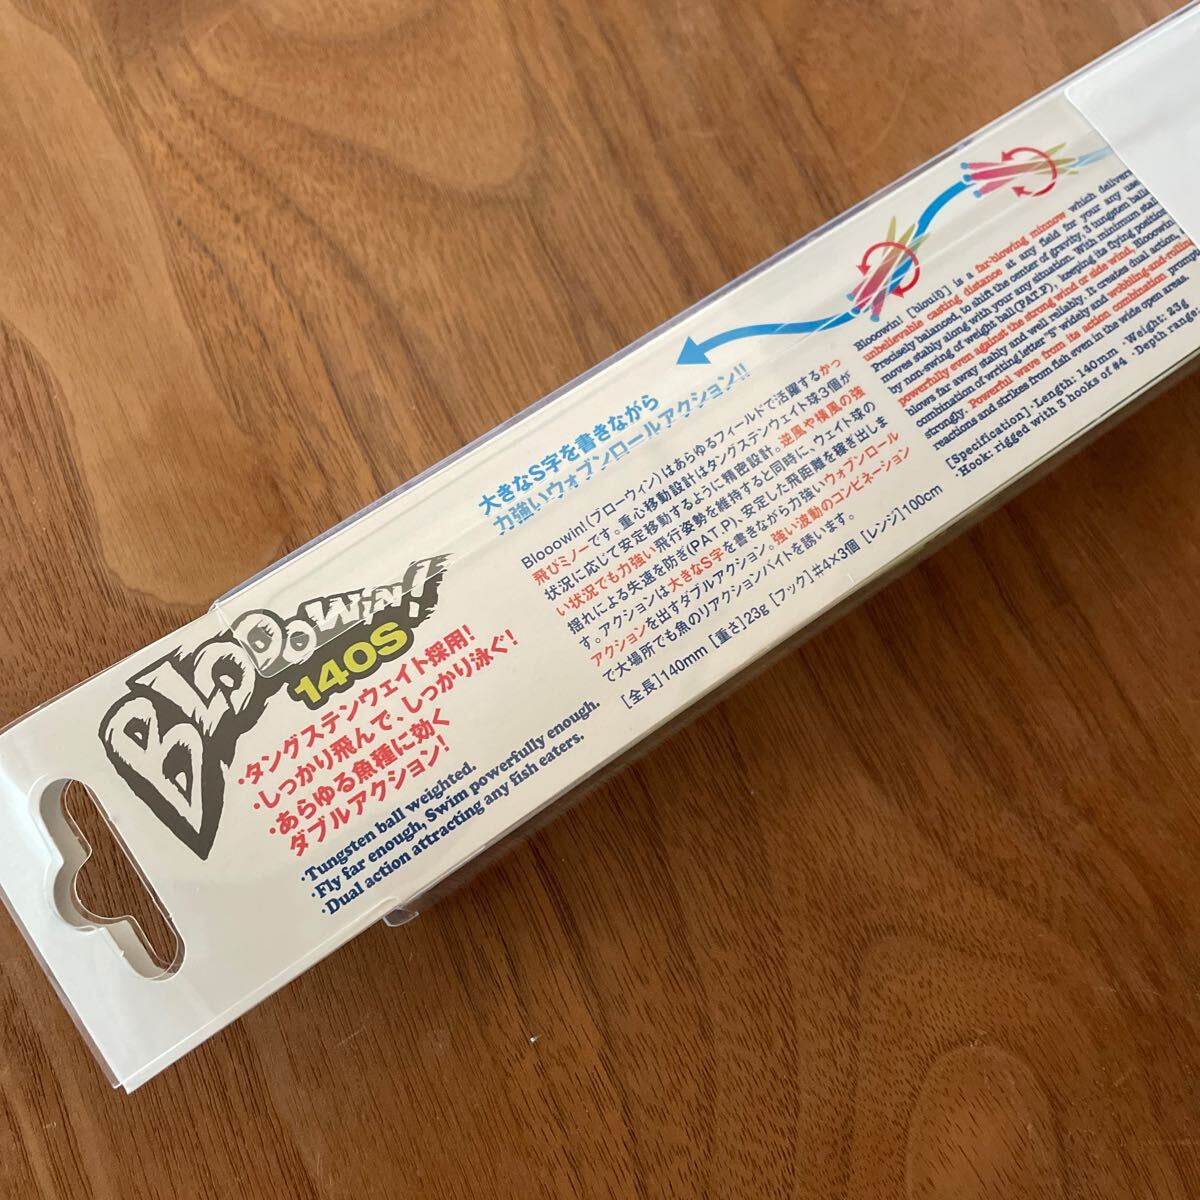 BLOOOWIN!
140S
・タングステンウェイト採用!
・しっかり飛んで、しっかり泳ぐ!
・あらゆる魚種に効く
ダブルアクション!
・Tungsten ball weighted.
・Fly far enough, Swim powerfully enough.
・Dual action attracting any fish eaters.
大きなS字を書きながら
力強いウォブンロールアクション!!
Blooowin!(ブローウィン)はあらゆるフィールドで活躍するかっ
飛びミノーです。重心移動設計はタングステンウェイト球3個が
状況に応じて安定移動するように精密設計。逆風や横風の強
い状況でも力強い飛行姿勢を維持すると同時に、ウェイト球の
揺れによる失速を防ぎ(PAT.P)、安定した飛距離を稼ぎ出しま
す。アクションは大きなS字を書きながら力強いウォブンロール
アクションを出すダブルアクション。強い波動のコンビネーション
で大場所でも魚のリアクションバイトを誘います。
[全長]140mm [重さ]23g [フック]#4×3個 [レンジ]100cm
Blooowin! [blouiŋ] is a far-blowing minnow which delivers
unbelievable casting distance at any field for your any use.
Precisely balanced, to shift the center of gravity, 3 tungsten balls
moves stably along with your any situation. With minimum stall
by non-swing of weight ball(PAT.P), keeping its flying position
powerfully even against the strong wind or side wind, Blooowin!
blows far away stably and well reliably. It creates dual action,
combination of writing letter "S" widely and wobbling-and-rolling
strongly. Powerful wave from its action combination prompt
reactions and strikes from fish even in the wide open areas.
[Specification]・Length: 140mm ・Weight: 23g
・Hook: rigged with 3 hooks of #4 ・Depth range: